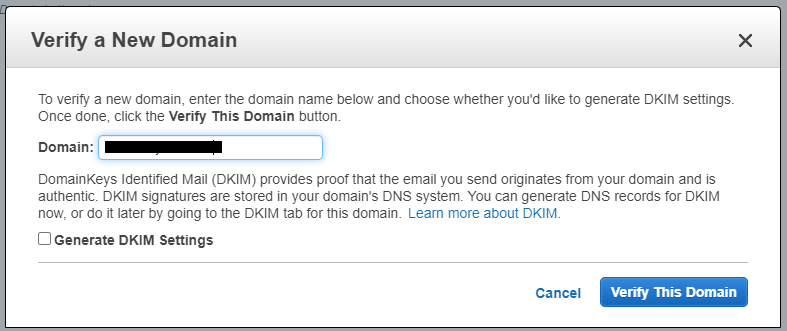 Verify a New Domain
To verify a new domain, enter the domain name below and choose whether you'd like to generate DKIM settings.
Once done, click the Verify This Domain button.
Domain:
DomainKeys Identified Mail (DKIM) provides proof that the email you send originates from your domain and is
authentic. DKIM signatures are stored in your domain's DNS system. You can generate DNS records for DKIM
now, or do it later by going to the DKIM tab for this domain. Learn more about DKIM.
Generate DKIM Settings
Cancel Verify This Domain